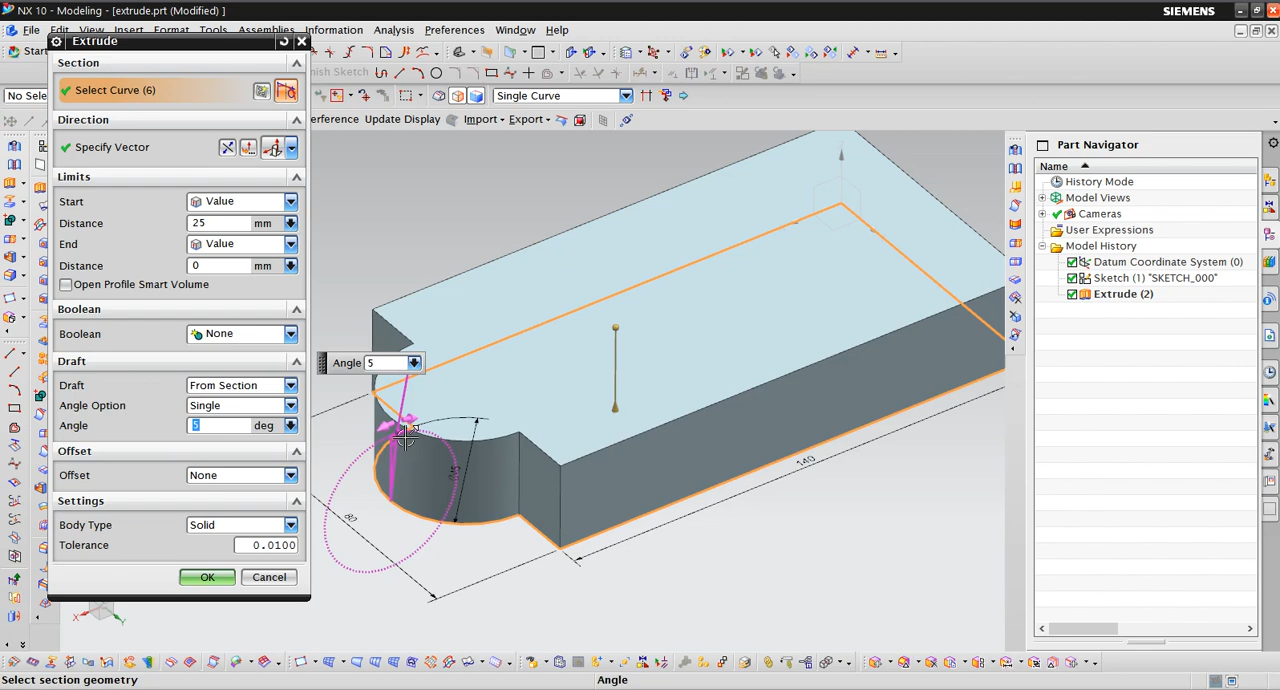 NX 10 - Modeling - [extrude.prt (Modified) ]
SIEMENS
File Edit View Insert Format Tools Assemblies Information Analysis Preferences Window Help
Extrude
Start
Section
Select Curve (6)
Single Curve
No Sele
Direction
Import
Export
Update Display
Specify Vector
Limits
Start Value
Distance 25 mm
End Value
Distance 0 mm
Open Profile Smart Volume
Boolean
Boolean None
Draft
Draft From Section
Angle Option Single
Angle 5 deg
Offset
Offset None
Settings
Body Type Solid
Tolerance 0.0100
OK Cancel
Angle 5
140
80
X
Y
Part Navigator
Name
History Mode
Model Views
Cameras
User Expressions
Model History
Datum Coordinate System (0)
Sketch (1) "SKETCH_000"
Extrude (2)
Select section geometry
Angle